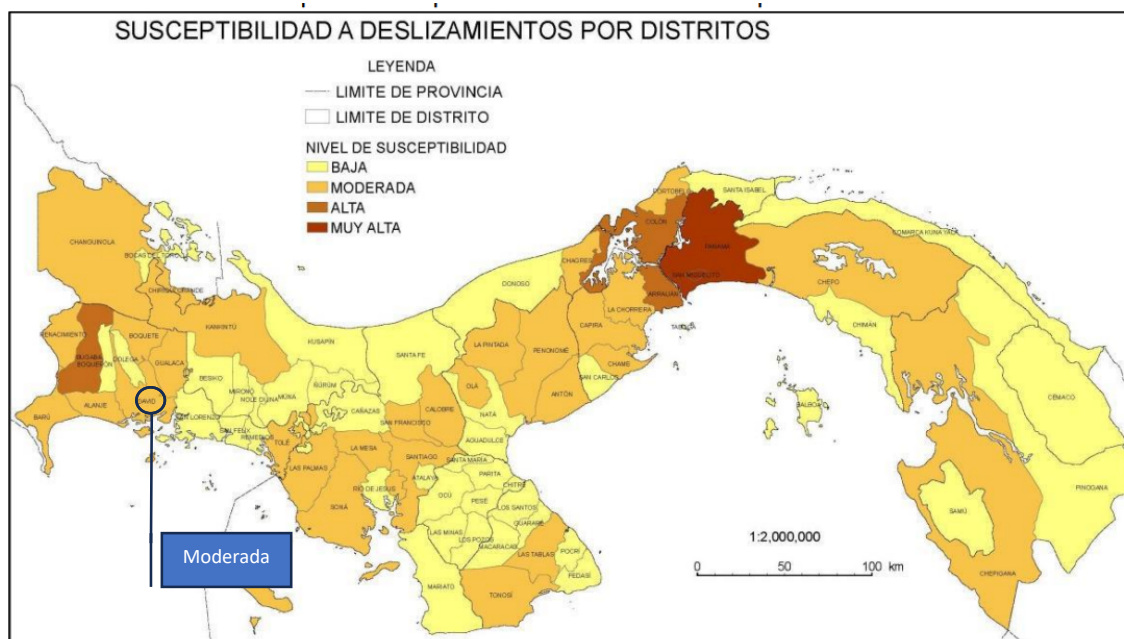 SUSCEPTIBILIDAD A DESLIZAMIENTOS POR DISTRITOS
LEYENDA
LIMITE DE PROVINCIA
LIMITE DE DISTRITO
NIVEL DE SUSCEPTIBILIDAD
BAJA
MODERADA
ALTA
MUY ALTA
PORTOBELO
SANTA ISABEL
COLÓN
CHANGUINOLA
BOCAS DEL TORO
COMARCA KUNA YALA
PANAMÁ
CHAGRES
SAN MIGUELITO
CHIRIQUÍ GRANDE
DONOSO
CHEPO
ARRAIJÁN
LA CHORRERA
KANKINTÚ
RENACIMIENTO
BOQUETE
CAPIRA
TABOGA
CHIMÁN
KUSAPÍN
LA PINTADA
PENONOMÉ
BUGABA
BOQUERÓN
DOLEGA
GUALACA
SANTA FE
CHAME
BESIKO
SAN CARLOS
OLÁ
MIRONÓ
NOLE DUIMA
MÜNA
ÑÜRÜM
ANTÓN
CÉMACO
BARÚ
ALANJE
DAVID
CAÑAZAS
CALOBRE
NATÁ
BALBOA
SAN LORENZO
SAN FÉLIX
REMEDIOS
TOLÉ
SAN FRANCISCO
AGUADULCE
LA MESA
SANTIAGO
SANTA MARÍA
LAS PALMAS
ATALAYA
PARITA
RÍO DE JESÚS
CHITRÉ
OCÚ
PESÉ
PINOGANA
SONÁ
LOS SANTOS
SAMBÚ
GUARARÉ
LAS MINAS
LOS POZOS
MACARACAS
1:2,000,000
LAS TABLAS
POCRÍ
Moderada
0 50 100 km
CHEPIGANA
PEDASÍ
MARIATO
TONOSÍ